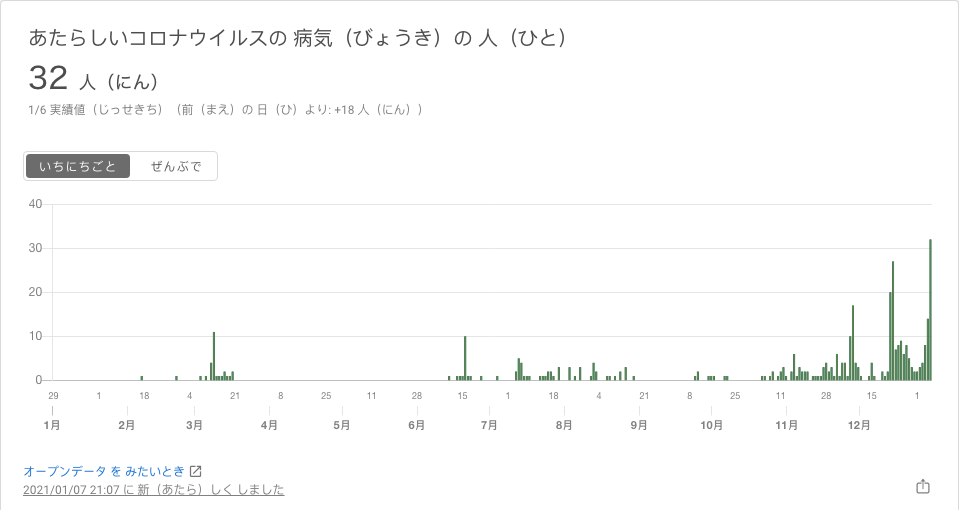 あたらしいコロナウイルスの 病気（びょうき）の 人（ひと）
32 人（にん）
1/6 実績値（じっせきち）（前（まえ）の 日（ひ）より: +18 人（にん））
いちにちごと ぜんぶで
40
30
20
10
0
29 1 18 4 21 8 25 11 28 15 1 18 4 21 8 25 11 28 15 1
1月 2月 3月 4月 5月 6月 7月 8月 9月 10月 11月 12月
オープンデータ を みたいとき
2021/01/07 21:07 に 新（あたら）しく しました